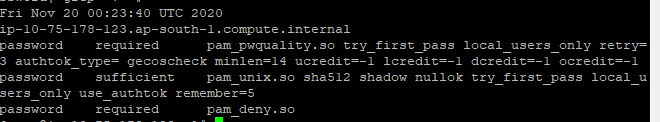 Fri Nov 20 00:23:40 UTC 2020
ip-10-75-178-123.ap-south-1.compute.internal
password    required      pam_pwquality.so try_first_pass local_users_only retry=
3 authtok_type= gecoscheck minlen=14 ucredit=-1 lcredit=-1 dcredit=-1 ocredit=-1
password    sufficient    pam_unix.so sha512 shadow nullok try_first_pass local_u
sers_only use_authtok remember=5
password    required      pam_deny.so